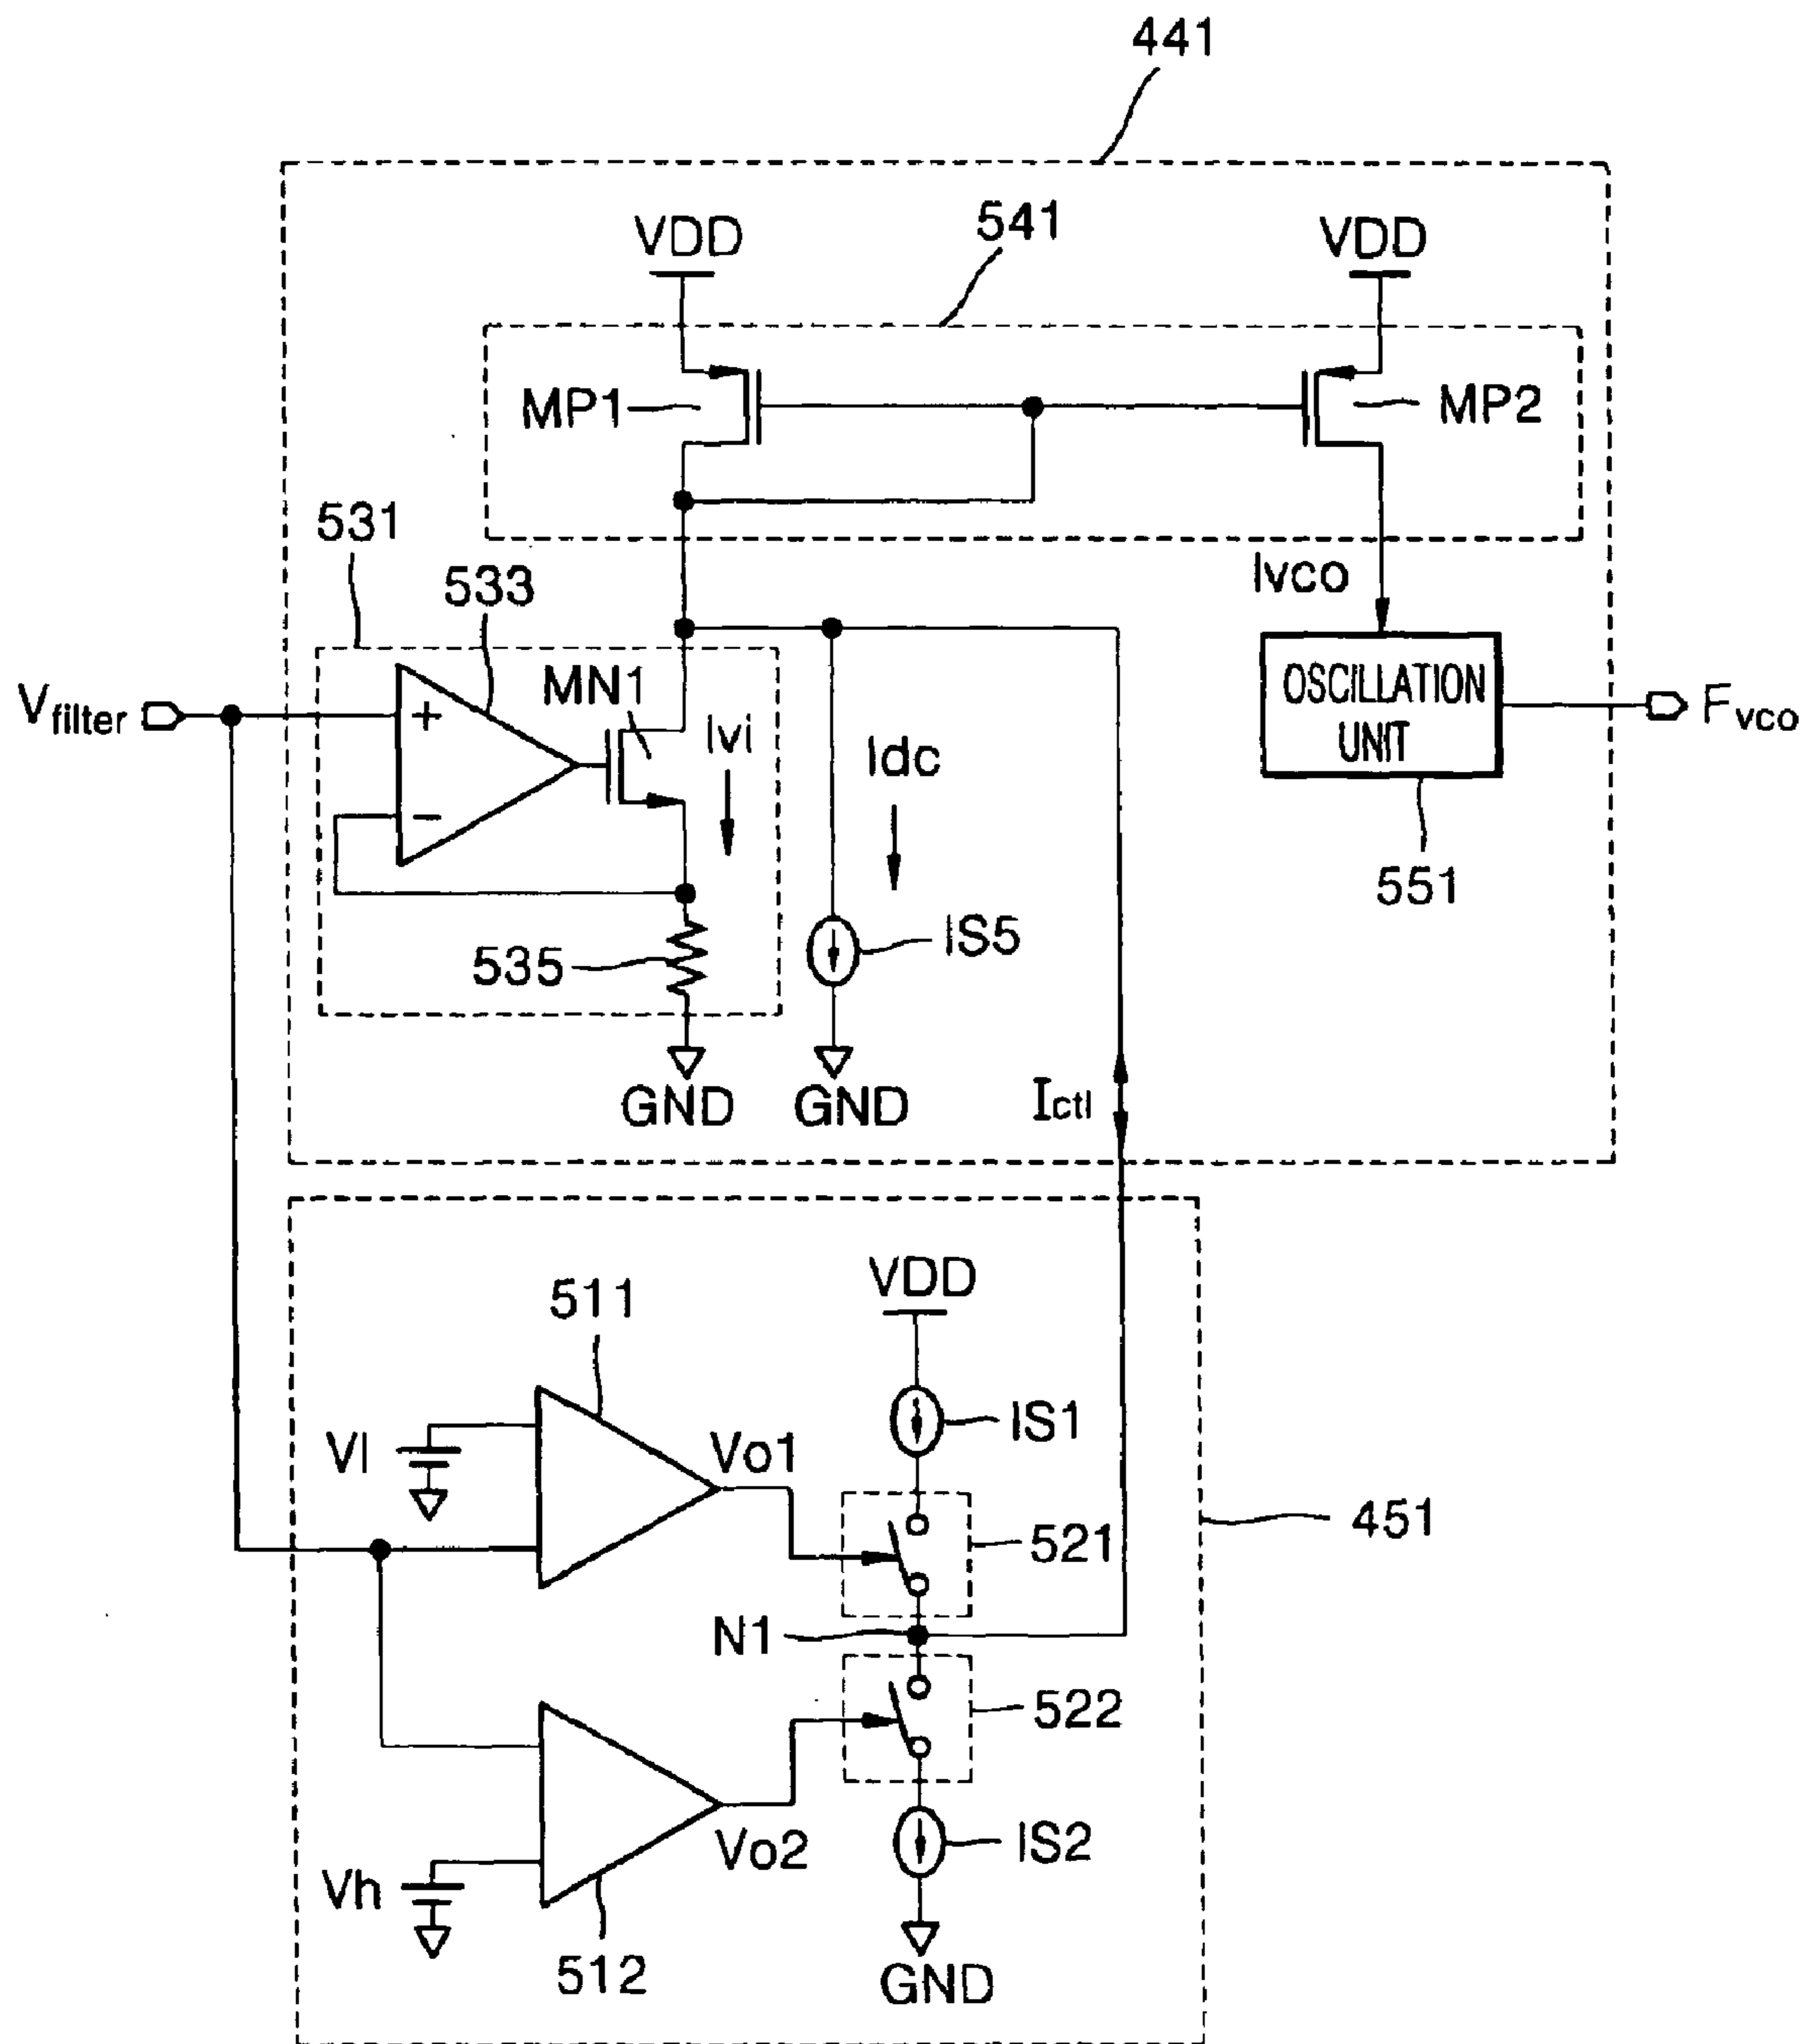 441
VDD
541
VDD
MP1
MP2
531
533
Ivco
MN1
Vfilter
+
Ivi
Idc
OSCILLATION
UNIT
Fvco
−
551
535
IS5
GND
GND
Ictl
VDD
511
IS1
Vl
Vo1
521
451
N1
522
Vo2
IS2
Vh
512
GND